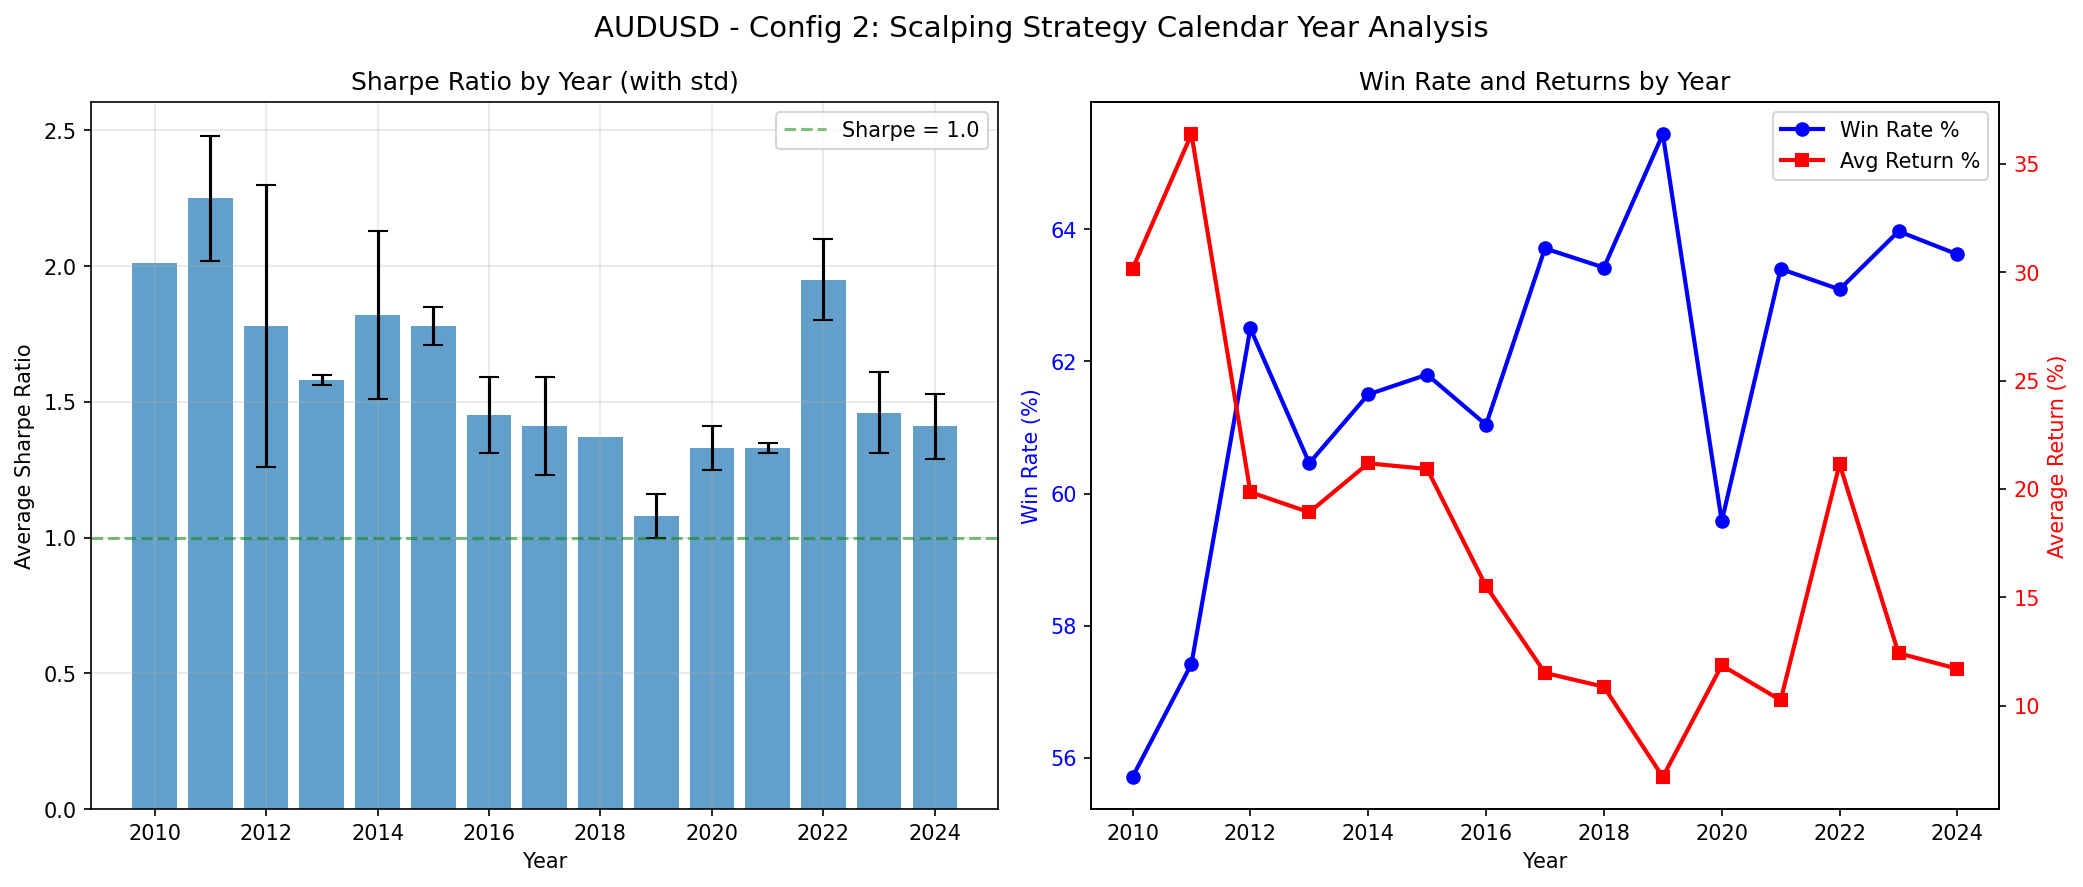 AUDUSD - Config 2: Scalping Strategy Calendar Year Analysis
Sharpe Ratio by Year (with std)
Sharpe = 1.0
Average Sharpe Ratio
2.5
2.0
1.5
1.0
0.5
0.0
2010 2012 2014 2016 2018 2020 2022 2024
Year
Win Rate and Returns by Year
Win Rate %
Avg Return %
Win Rate (%)
64
62
60
58
56
35
30
25
20
15
10
Average Return (%)
2010 2012 2014 2016 2018 2020 2022 2024
Year